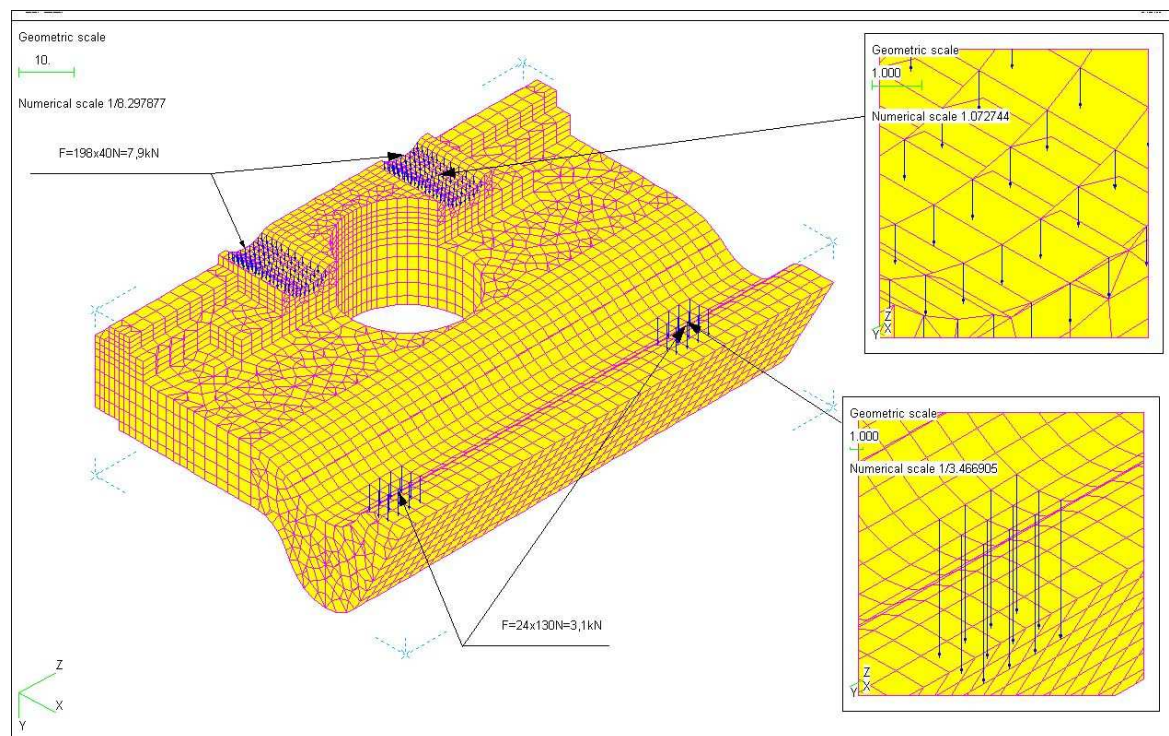 Geometric scale
10.
Numerical scale 1/8.297877
F=198x40N=7,9kN
F=24x130N=3,1kN
Z
X
Y
Geometric scale
1.000
Numerical scale 1.072744
Z
Y X
Geometric scale
1.000
Numerical scale 1/3.466905
Z
Y X